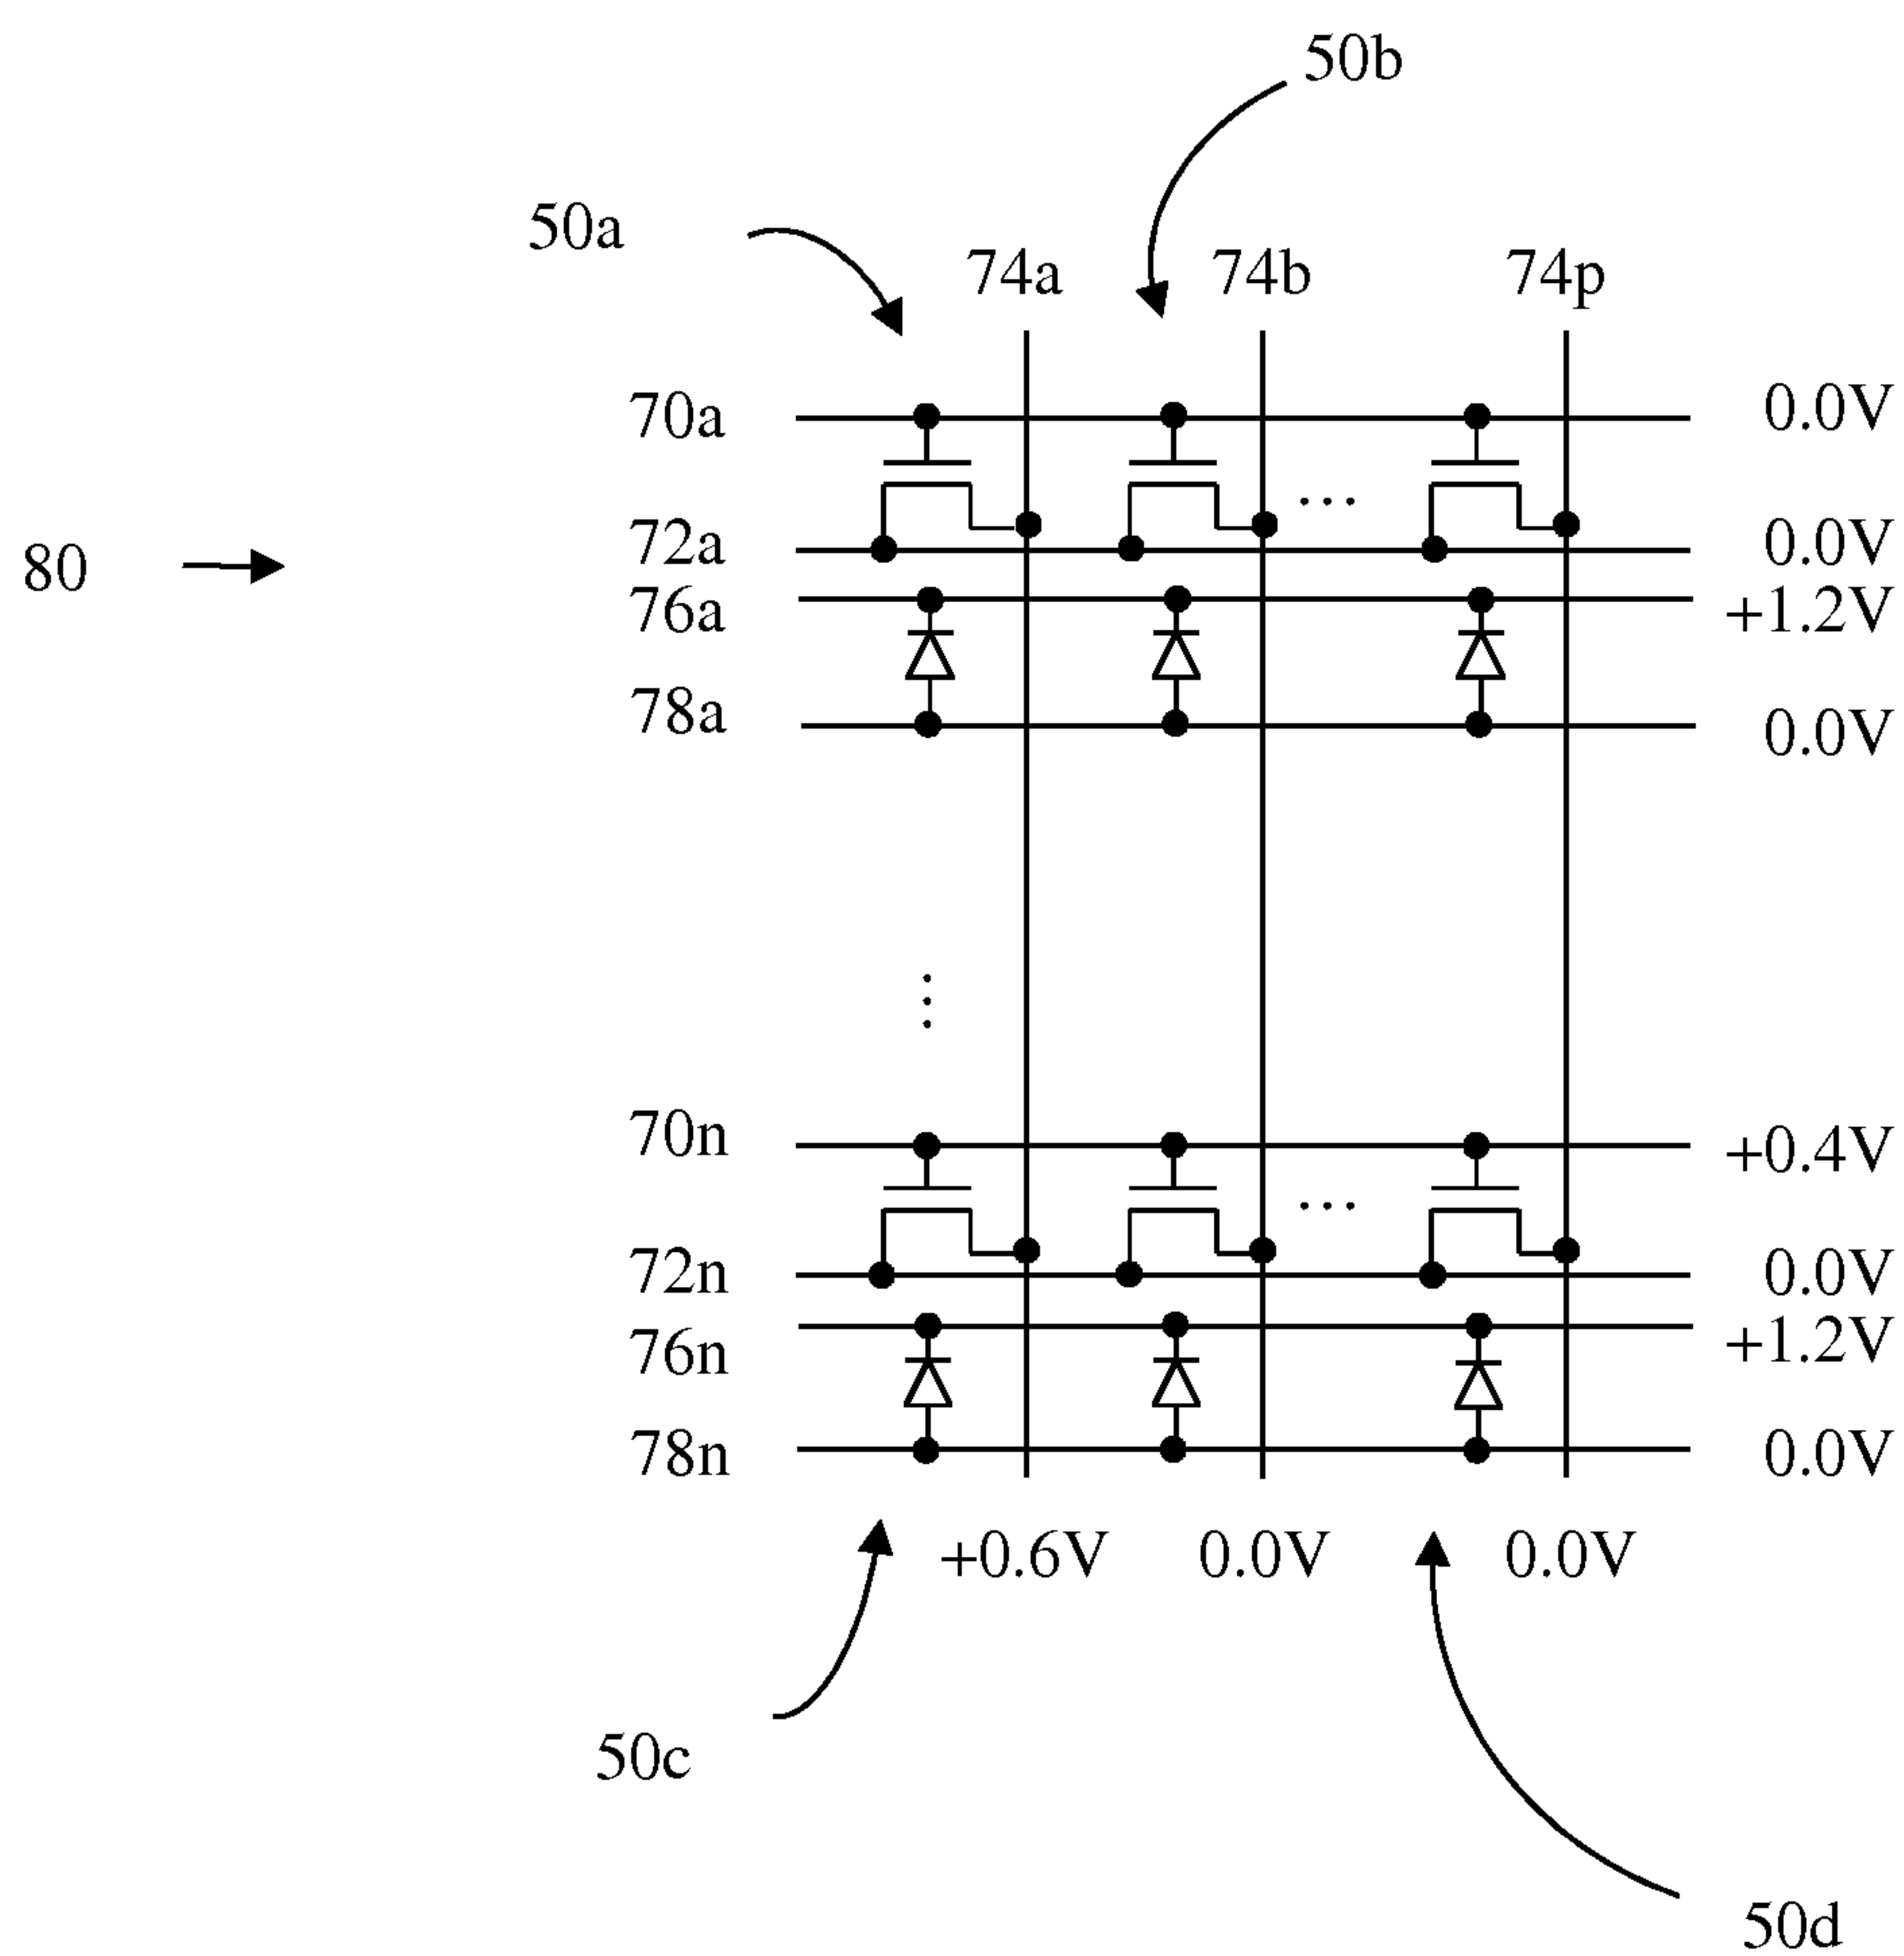 50b
50a
74a 74b 74p
70a 0.0V
...
80 72a 0.0V
76a +1.2V
78a 0.0V
⋮
70n +0.4V
...
72n 0.0V
76n +1.2V
78n 0.0V
+0.6V 0.0V 0.0V
50c
50d